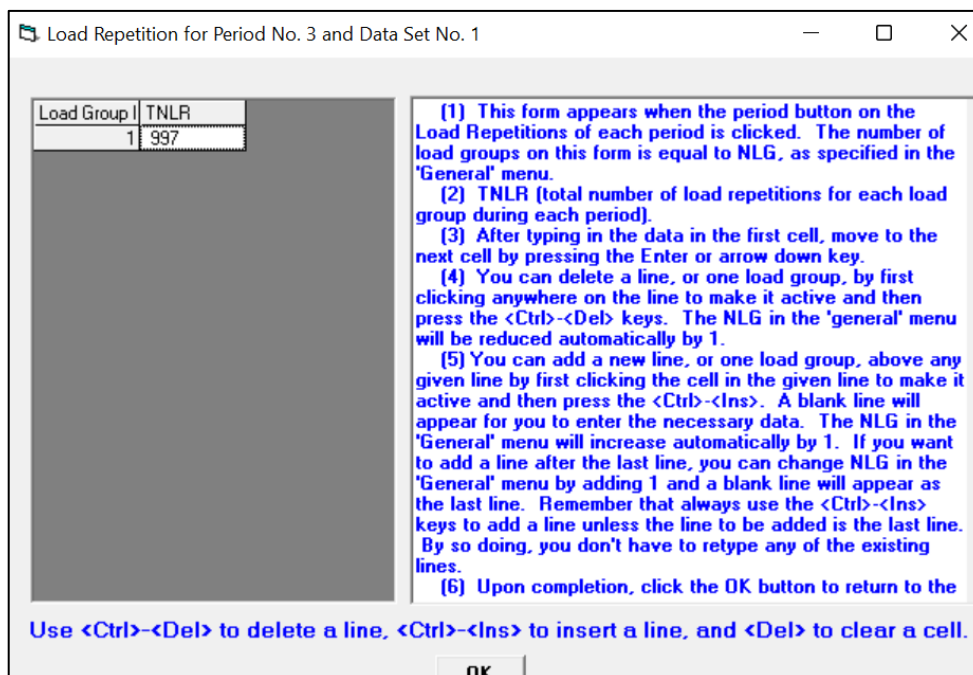 Load Repetition for Period No. 3 and Data Set No. 1
Load Group I TNLR
1 997
(1) This form appears when the period button on the
Load Repetitions of each period is clicked. The number of
load groups on this form is equal to NLG, as specified in the
'General' menu.
(2) TNLR (total number of load repetitions for each load
group during each period).
(3) After typing in the data in the first cell, move to the
next cell by pressing the Enter or arrow down key.
(4) You can delete a line, or one load group, by first
clicking anywhere on the line to make it active and then
press the <Ctrl>-<Del> keys. The NLG in the 'general' menu
will be reduced automatically by 1.
(5) You can add a new line, or one load group, above any
given line by first clicking the cell in the given line to make it
active and then press the <Ctrl>-<Ins>. A blank line will
appear for you to enter the necessary data. The NLG in the
'General' menu will increase automatically by 1. If you want
to add a line after the last line, you can change NLG in the
'General' menu by adding 1 and a blank line will appear as
the last line. Remember that always use the <Ctrl>-<Ins>
keys to add a line unless the line to be added is the last line.
By so doing, you don't have to retype any of the existing
lines.
(6) Upon completion, click the OK button to return to the
Use <Ctrl>-<Del> to delete a line, <Ctrl>-<Ins> to insert a line, and <Del> to clear a cell.
OK